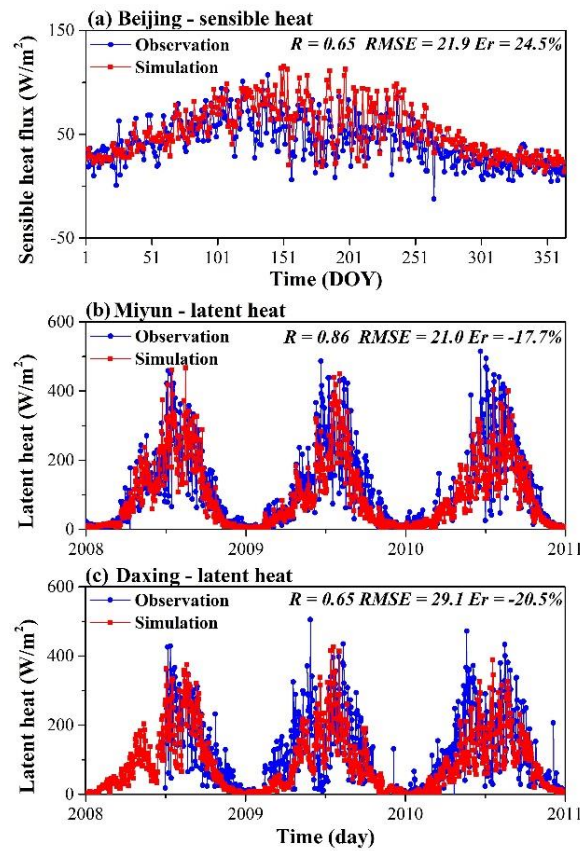 (a) Beijing - sensible heat
Observation
Simulation
R = 0.65 RMSE = 21.9 Er = 24.5%
Sensible heat flux (W/m²)
150
50
-50
1 51 101 151 201 251 301 351
Time (DOY)
(b) Miyun - latent heat
Observation
Simulation
R = 0.86 RMSE = 21.0 Er = -17.7%
Latent heat (W/m²)
600
400
200
0
2008 2009 2010 2011
(c) Daxing - latent heat
Observation
Simulation
R = 0.65 RMSE = 29.1 Er = -20.5%
Latent heat (W/m²)
600
400
200
0
2008 2009 2010 2011
Time (day)